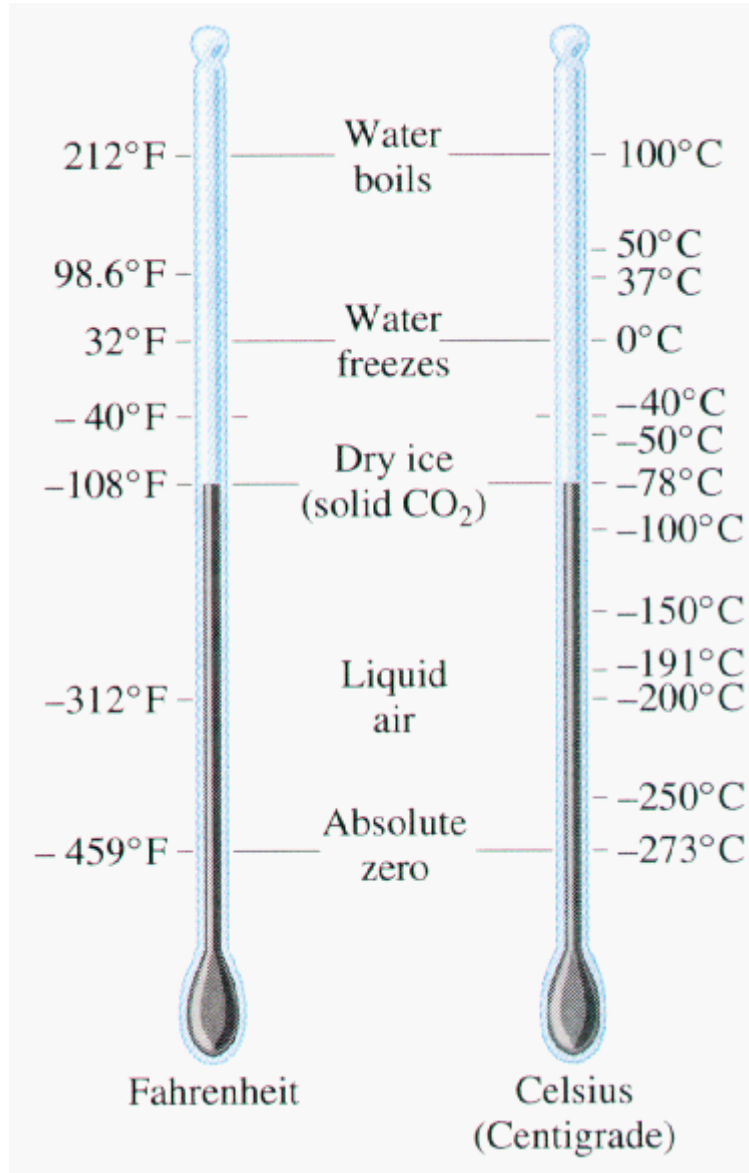 212°F
Water
boils
100°C
50°C
98.6°F
37°C
32°F
Water
freezes
0°C
– 40°F
–40°C
–50°C
–108°F
Dry ice
(solid CO₂)
–78°C
–100°C
–150°C
–191°C
–312°F
Liquid
air
–200°C
–250°C
– 459°F
Absolute
zero
–273°C
Fahrenheit
Celsius
(Centigrade)